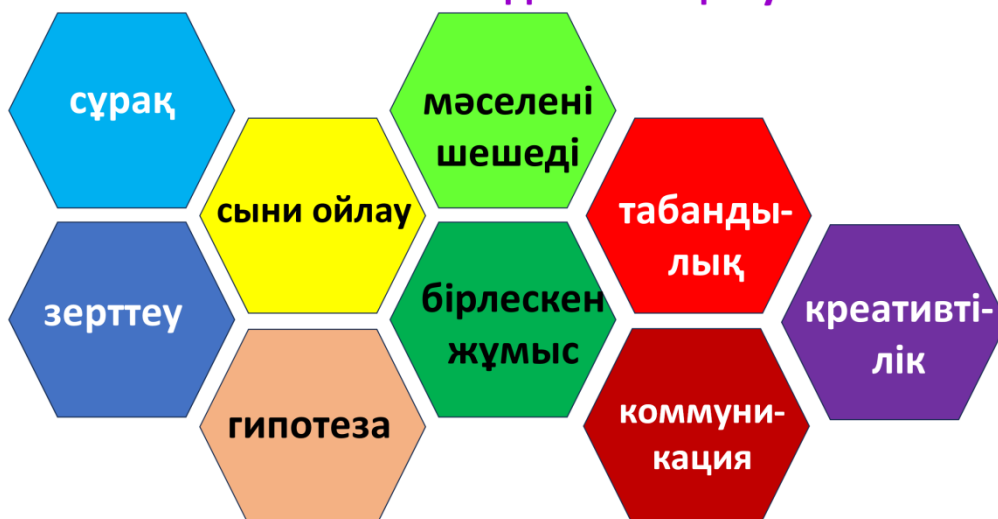 сұрақ
сыни ойлау
мәселені
шешеді
табанды-
лық
зерттеу
гипотеза
бірлескен
жұмыс
коммуни-
кация
креативті-
лік